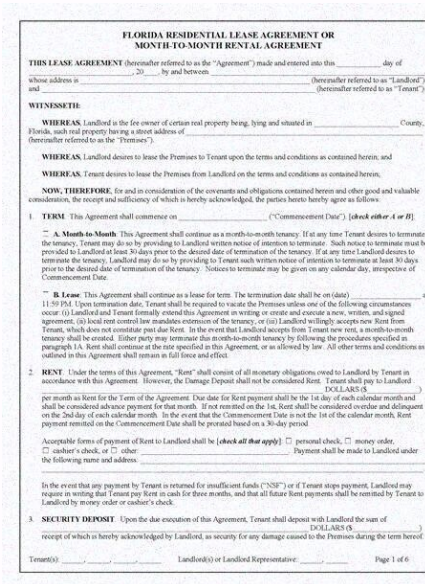 FLORIDA RESIDENTIAL LEASE AGREEMENT OR
MONTH-TO-MONTH RENTAL AGREEMENT
THIS LEASE AGREEMENT (hereinafter referred to as the "Agreement") made and entered into this ______ day of
______, 20__, by and between ______
whose address is ______ (hereinafter referred to as "Landlord")
and ______ (hereinafter referred to as "Tenant")
WITNESSETH:
WHEREAS, Landlord is the fee owner of certain real property being, lying and situated in ______ County,
Florida, such real property having a street address of ______
(hereinafter referred to as the "Premises").
WHEREAS, Landlord desires to lease the Premises to Tenant upon the terms and conditions as contained herein; and
WHEREAS, Tenant desires to lease the Premises from Landlord on the terms and conditions as contained herein;
NOW, THEREFORE, for and in consideration of the covenants and obligations contained herein and other good and valuable
consideration, the receipt and sufficiency of which is hereby acknowledged, the parties hereto hereby agree as follows:
1. TERM. This Agreement shall commence on ______ ("Commencement Date"). [check either A or B]:
☐ A. Month-to-Month: This Agreement shall continue as a month-to-month tenancy. If at any time Tenant desires to terminate
the tenancy, Tenant may do so by providing to Landlord written notice of intention to terminate. Such notice to terminate must b
provided to Landlord at least 30 days prior to the desired date of termination of the tenancy. If at any time Landlord desires to
terminate the tenancy, Landlord may do so by providing to Tenant such written notice of intention to terminate at least 30 days
prior to the desired date of termination of the tenancy. Notices to terminate may be given on any calendar day, irrespective of
Commencement Date.
☐ B. Lease: This Agreement shall continue as a lease for term. The termination date shall be on (date) ______ a
11:59 PM. Upon termination date, Tenant shall be required to vacate the Premises unless one of the following circumstances
occur: (i) Landlord and Tenant formally extend this Agreement in writing or create and execute a new, written, and signed
agreement; (ii) local rent control law mandates extension of the tenancy; or (iii) Landlord willingly accepts new Rent from
Tenant, which does not constitute past due Rent. In the event that Landlord accepts from Tenant new rent, a month-to-month
tenancy shall be created. Either party may terminate this month-to-month tenancy by following the procedures specified in
paragraph 1A. Rent shall continue at the rate specified in this Agreement, or as allowed by law. All other terms and conditions as
outlined in this Agreement shall remain in full force and effect.
2. RENT. Under the terms of this Agreement, "Rent" shall consist of all monetary obligations owed to Landlord by Tenant in
accordance with this Agreement. However, the Damage Deposit shall not be considered Rent. Tenant shall pay to Landlord
______ DOLLARS ($______)
per month as Rent for the Term of the Agreement. Due date for Rent payment shall be the 1st day of each calendar month and
shall be considered advance payment for that month. If not remitted on the 1st, Rent shall be considered overdue and delinquent
on the 2nd day of each calendar month. In the event that the Commencement Date is not the 1st of the calendar month, Rent
payment remitted on the Commencement Date shall be prorated based on a 30-day period.
Acceptable forms of payment of Rent to Landlord shall be [check all that apply]: ☐ personal check, ☐ money order,
☐ cashier's check, or ☐ other: ______. Payment shall be made to Landlord under
the following name and address: ______
In the event that any payment by Tenant is returned for insufficient funds ("NSF") or if Tenant stops payment, Landlord may
require in writing that Tenant pay Rent in cash for three months, and that all future Rent payments shall be remitted by Tenant to
Landlord by money order or cashier's check.
3. SECURITY DEPOSIT. Upon the due execution of this Agreement, Tenant shall deposit with Landlord the sum of
______ DOLLARS ($______)
receipt of which is hereby acknowledged by Landlord, as security for any damage caused to the Premises during the term hereof.
Tenant(s): ______, ______, ______, ______ Landlord(s) or Landlord Representative: ______, ______ Page 1 of 6